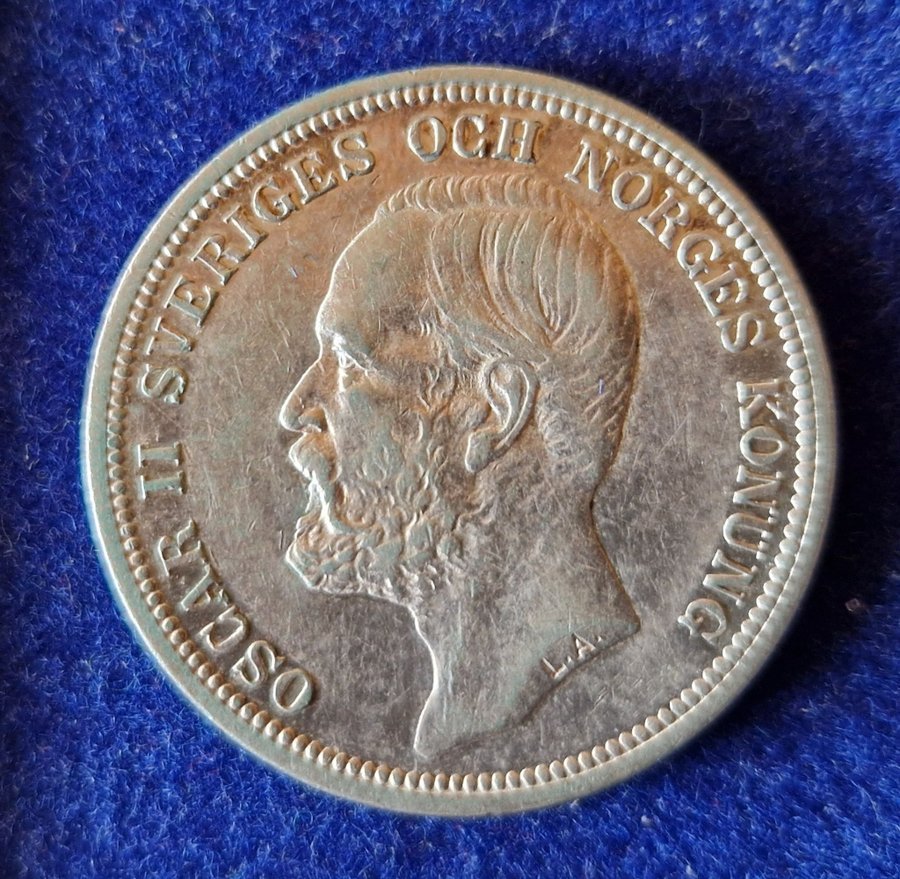 OSCAR II SVERIGES OCH NORGES KONUNG
L.A.